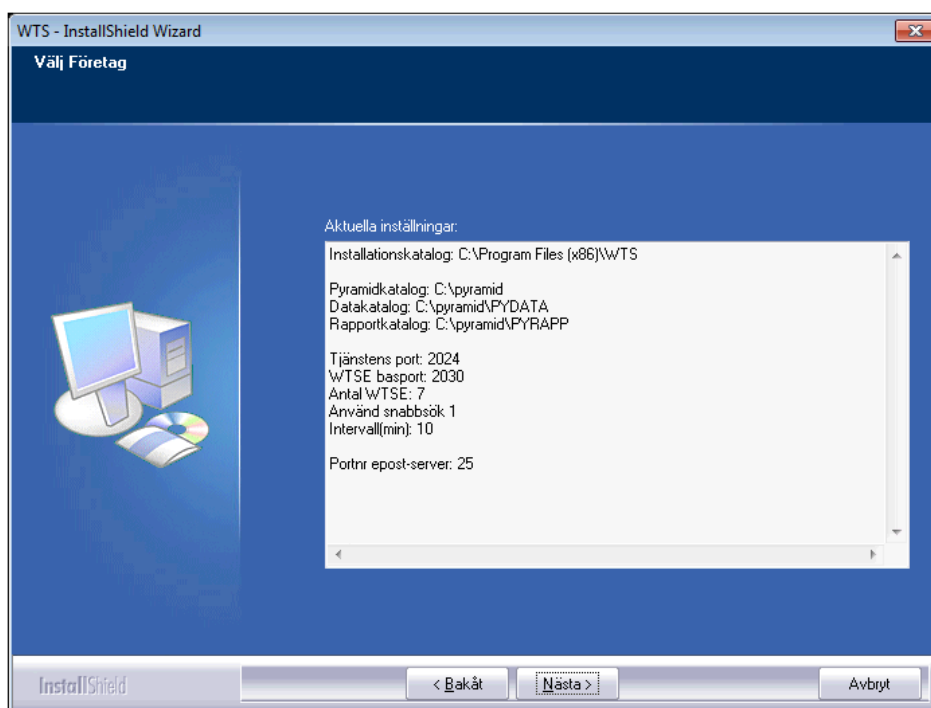 WTS - InstallShield Wizard
Välj Företag
Aktuella inställningar:
Installationskatalog: C:\Program Files (x86)\WTS
Pyramidkatalog: C:\pyramid
Datakatalog: C:\pyramid\PYDATA
Rapportkatalog: C:\pyramid\PYRAPP
Tjänstens port: 2024
WTSE basport: 2030
Antal WTSE: 7
Använd snabbsök 1
Intervall(min): 10
Portnr epost-server: 25
InstallShield
< Bakåt
Nästa >
Avbryt